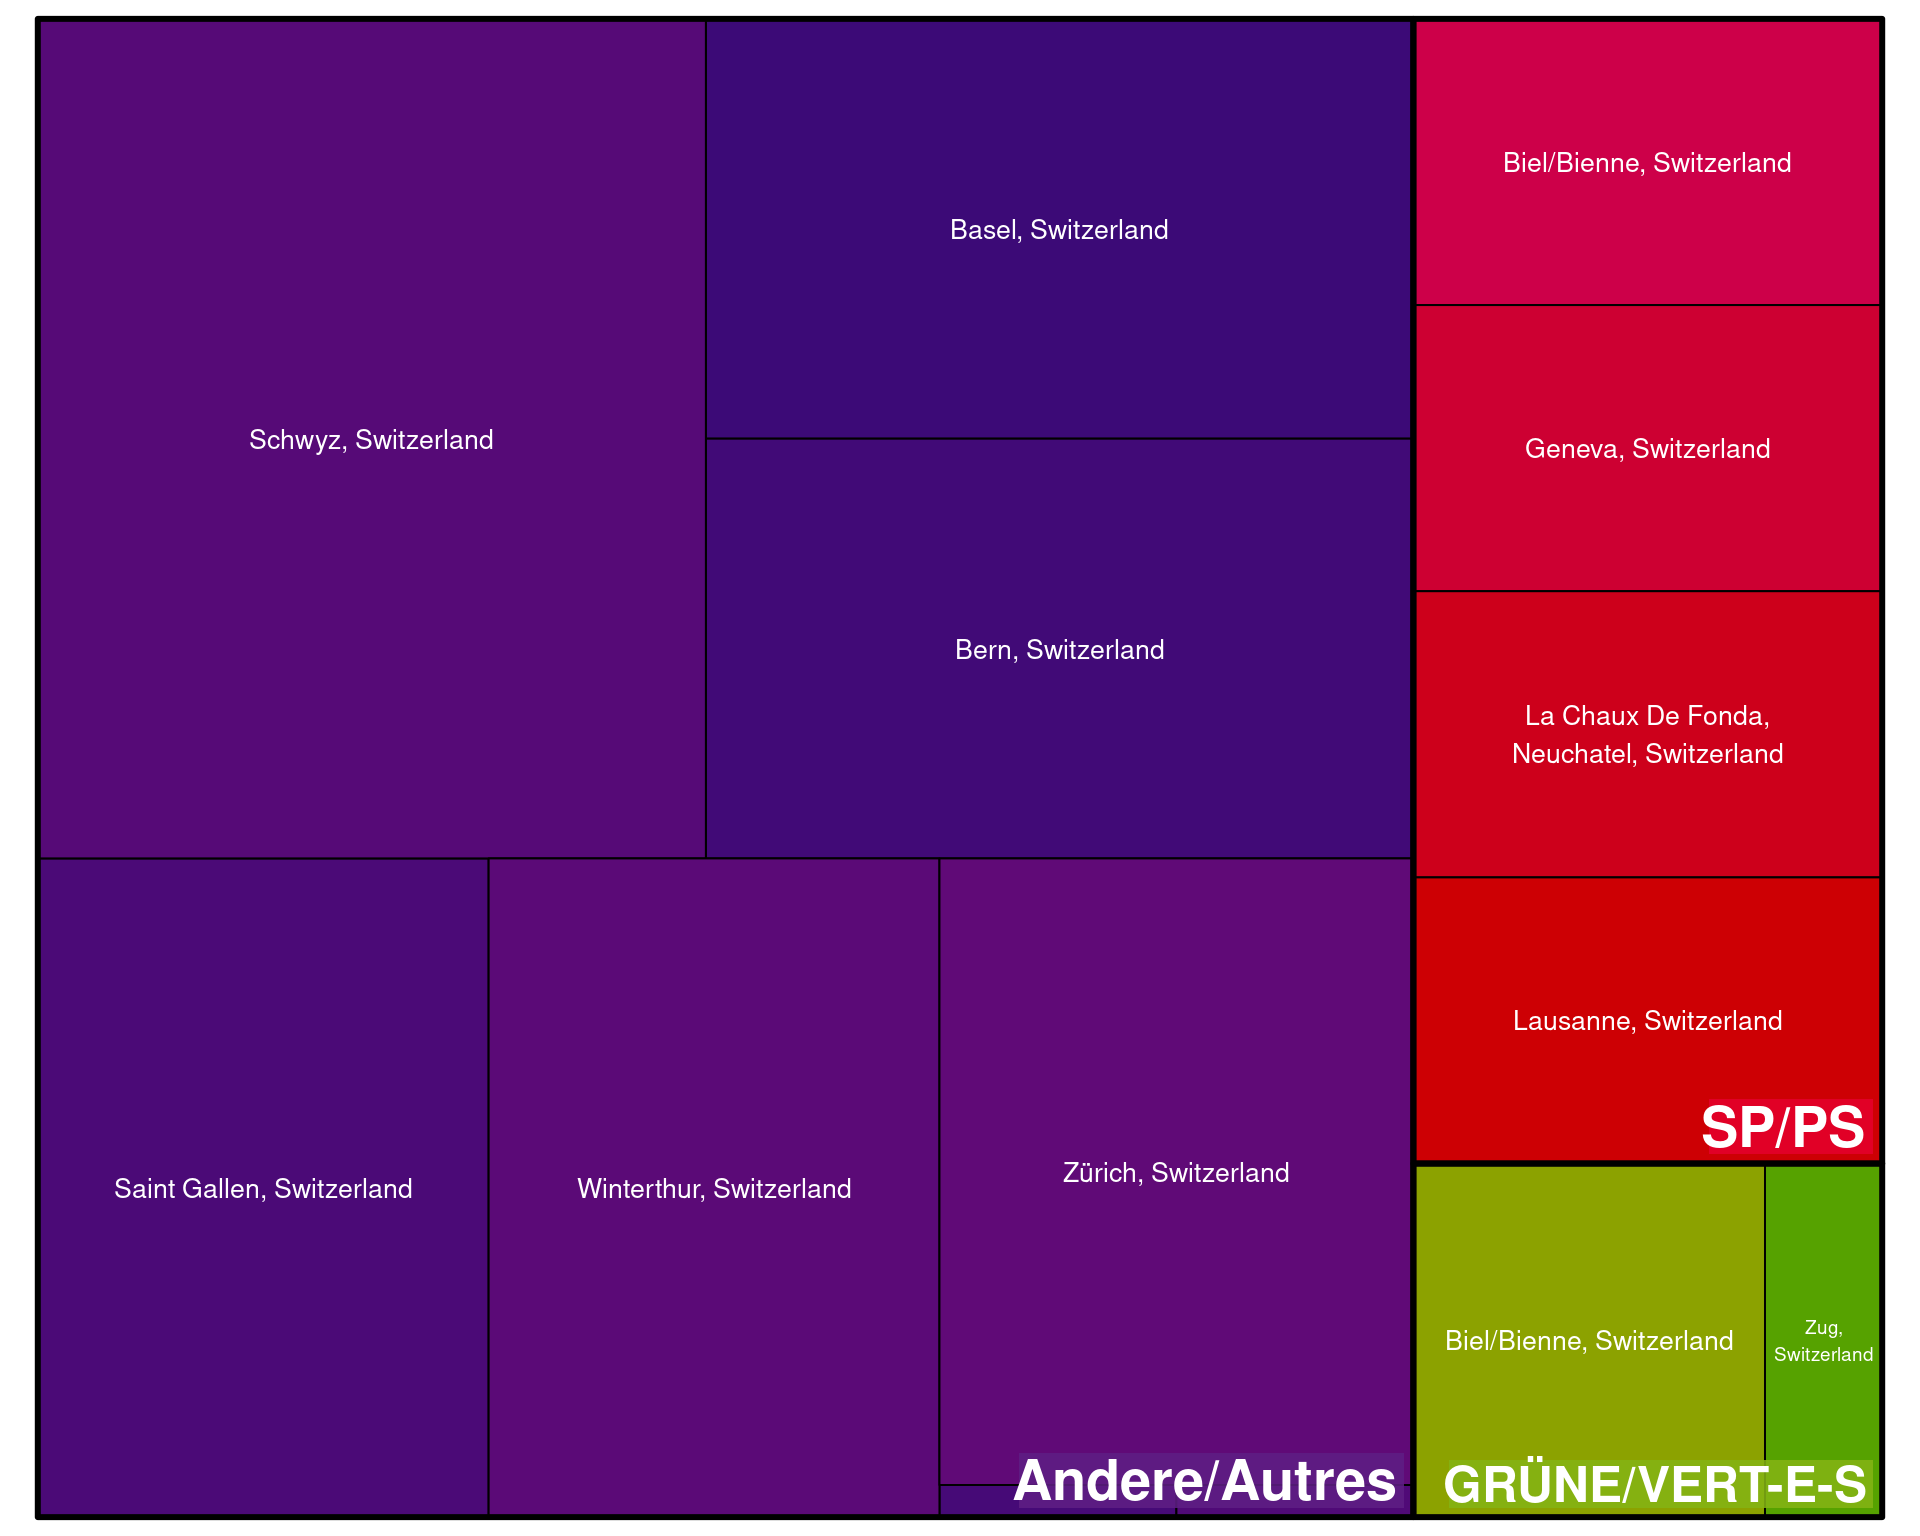 Schwyz, Switzerland
Basel, Switzerland
Bern, Switzerland
Saint Gallen, Switzerland
Winterthur, Switzerland
Zürich, Switzerland
Andere/Autres
Biel/Bienne, Switzerland
Geneva, Switzerland
La Chaux De Fonda,
Neuchatel, Switzerland
Lausanne, Switzerland
SP/PS
Biel/Bienne, Switzerland
Zug,
Switzerland
GRÜNE/VERT-E-S